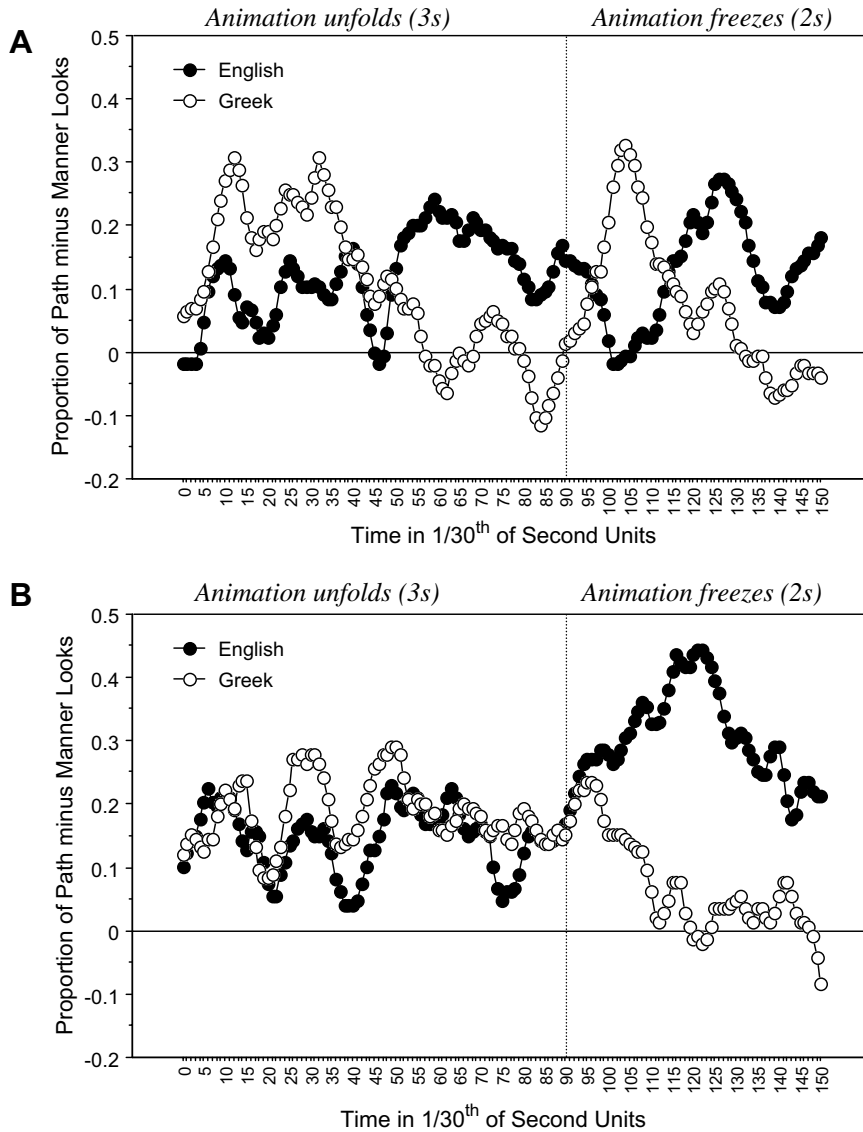 Animation unfolds (3s) Animation freezes (2s)
A
0.5
English
Greek
0.4
0.3
0.2
0.1
0
-0.1
-0.2
Proportion of Path minus Manner Looks
0 5 10 15 20 25 30 35 40 45 50 55 60 65 70 75 80 85 90 95 100 105 110 115 120 125 130 135 140 145 150
Time in 1/30th of Second Units
Animation unfolds (3s) Animation freezes (2s)
B
0.5
English
Greek
0.4
0.3
0.2
0.1
0
-0.1
-0.2
Proportion of Path minus Manner Looks
0 5 10 15 20 25 30 35 40 45 50 55 60 65 70 75 80 85 90 95 100 105 110 115 120 125 130 135 140 145 150
Time in 1/30th of Second Units